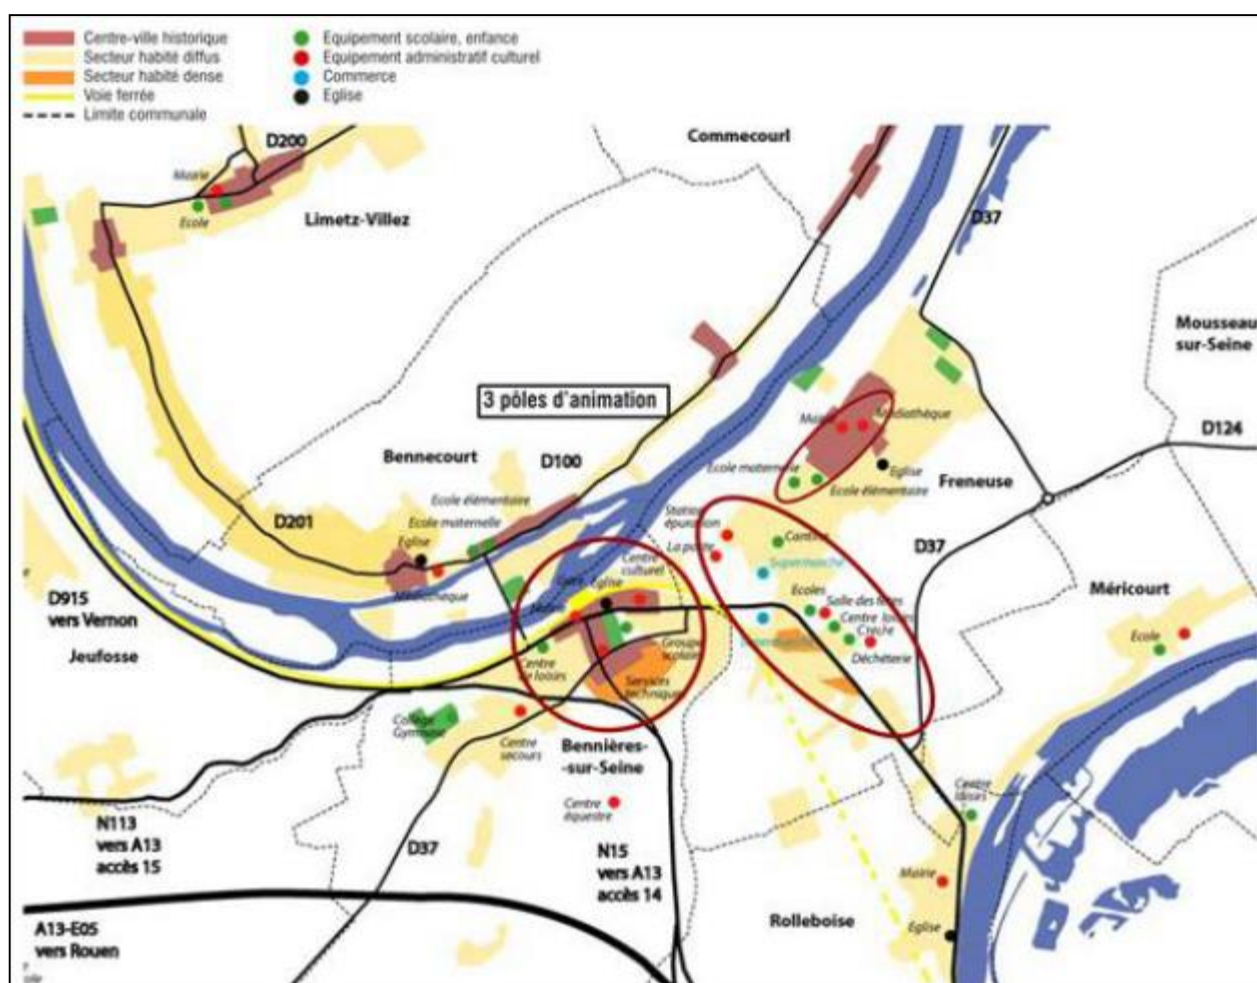 Centre-ville historique
Secteur habité diffus
Secteur habité dense
Voie ferrée
Limite communale
Equipement scolaire, enfance
Equipement administratif culturel
Commerce
Eglise
D200
Mairie
Ecole
Limetz-Villez
Commecourl
D37
Mousseau
sur-Seine
3 pôles d'animation
Mairie
Médiathèque
D124
Bennecourt
D100
Ecole maternelle
Eglise
Ecole élémentaire
Freneuse
Ecole élémentaire
Ecole maternelle
D201
Eglise
Médiathèque
Station
épuration
La poste
Cantine
Supermarché
D37
Centre
culturel
Gare
Eglise
Mairie
Ecoles
Salle des fêtes
Centre loisirs
Crèche
Déchèterie
Méricourt
Ecole
D915
vers Vernon
Jeufosse
Centre
de loisirs
Groupe
scolaire
Services
technique
Collège
Gymnase
Centre
secours
Bennières-
-sur-Seine
Centre
équestre
Centre
loisirs
N113
vers A13
accès 15
D37
N15
vers A13
accès 14
Mairie
Rolleboise
Eglise
A13-E05
vers Rouen